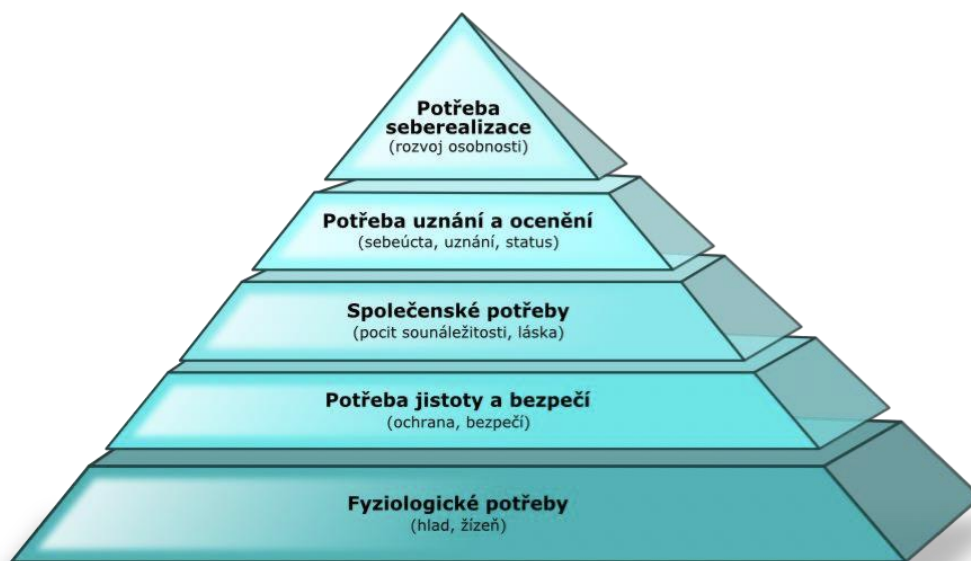 Potřeba
seberealizace
(rozvoj osobnosti)
Potřeba uznání a ocenění
(sebeúcta, uznání, status)
Společenské potřeby
(pocit sounáležitosti, láska)
Potřeba jistoty a bezpečí
(ochrana, bezpečí)
Fyziologické potřeby
(hlad, žízeň)